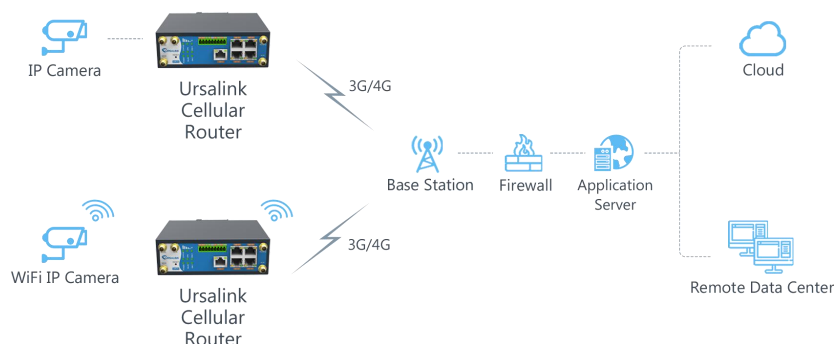 IP Camera
Ursalink
Cellular
Router
3G/4G
Cloud
Base Station
Firewall
Application
Server
WiFi IP Camera
3G/4G
Ursalink
Cellular
Router
Remote Data Center